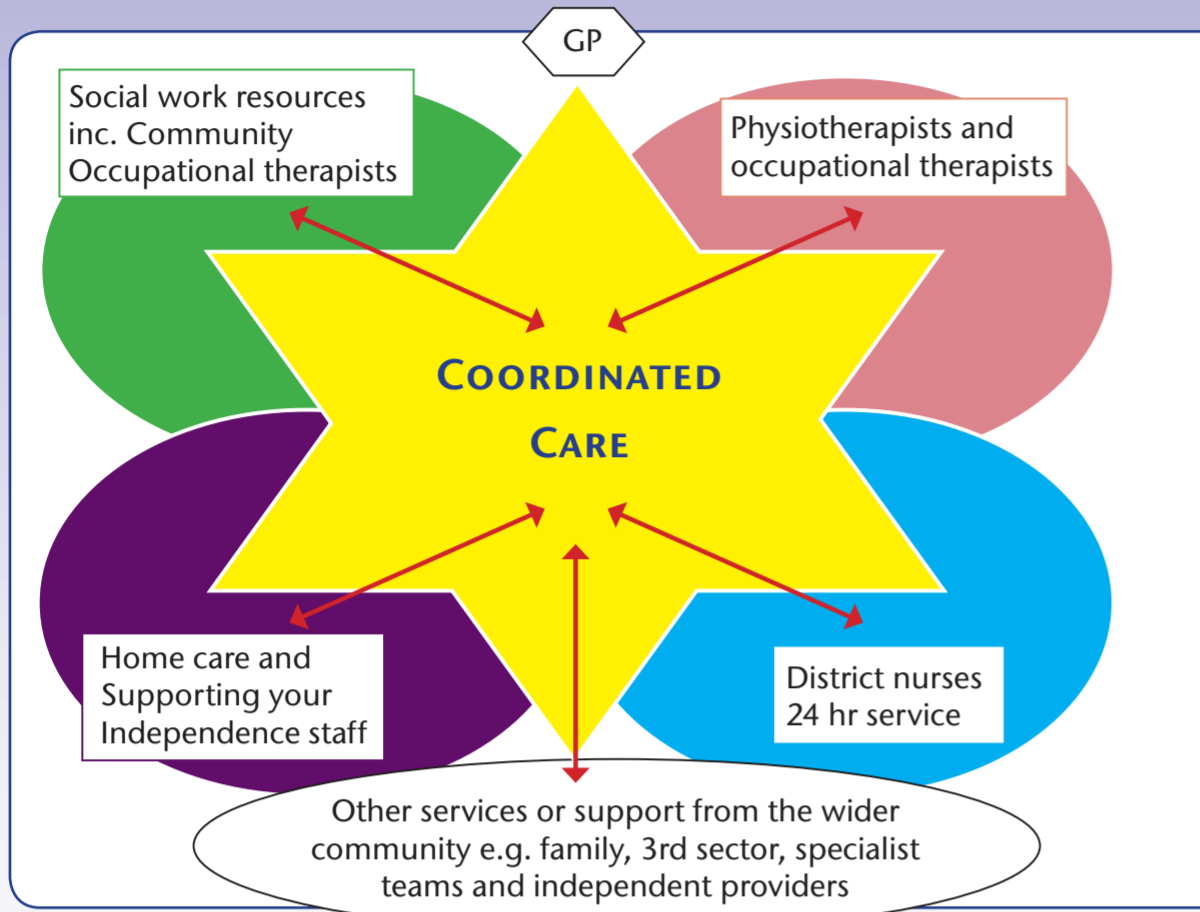 GP
Social work resources
inc. Community
Occupational therapists
Physiotherapists and
occupational therapists
COORDINATED
CARE
Home care and
Supporting your
Independence staff
District nurses
24 hr service
Other services or support from the wider
community e.g. family, 3rd sector, specialist
teams and independent providers